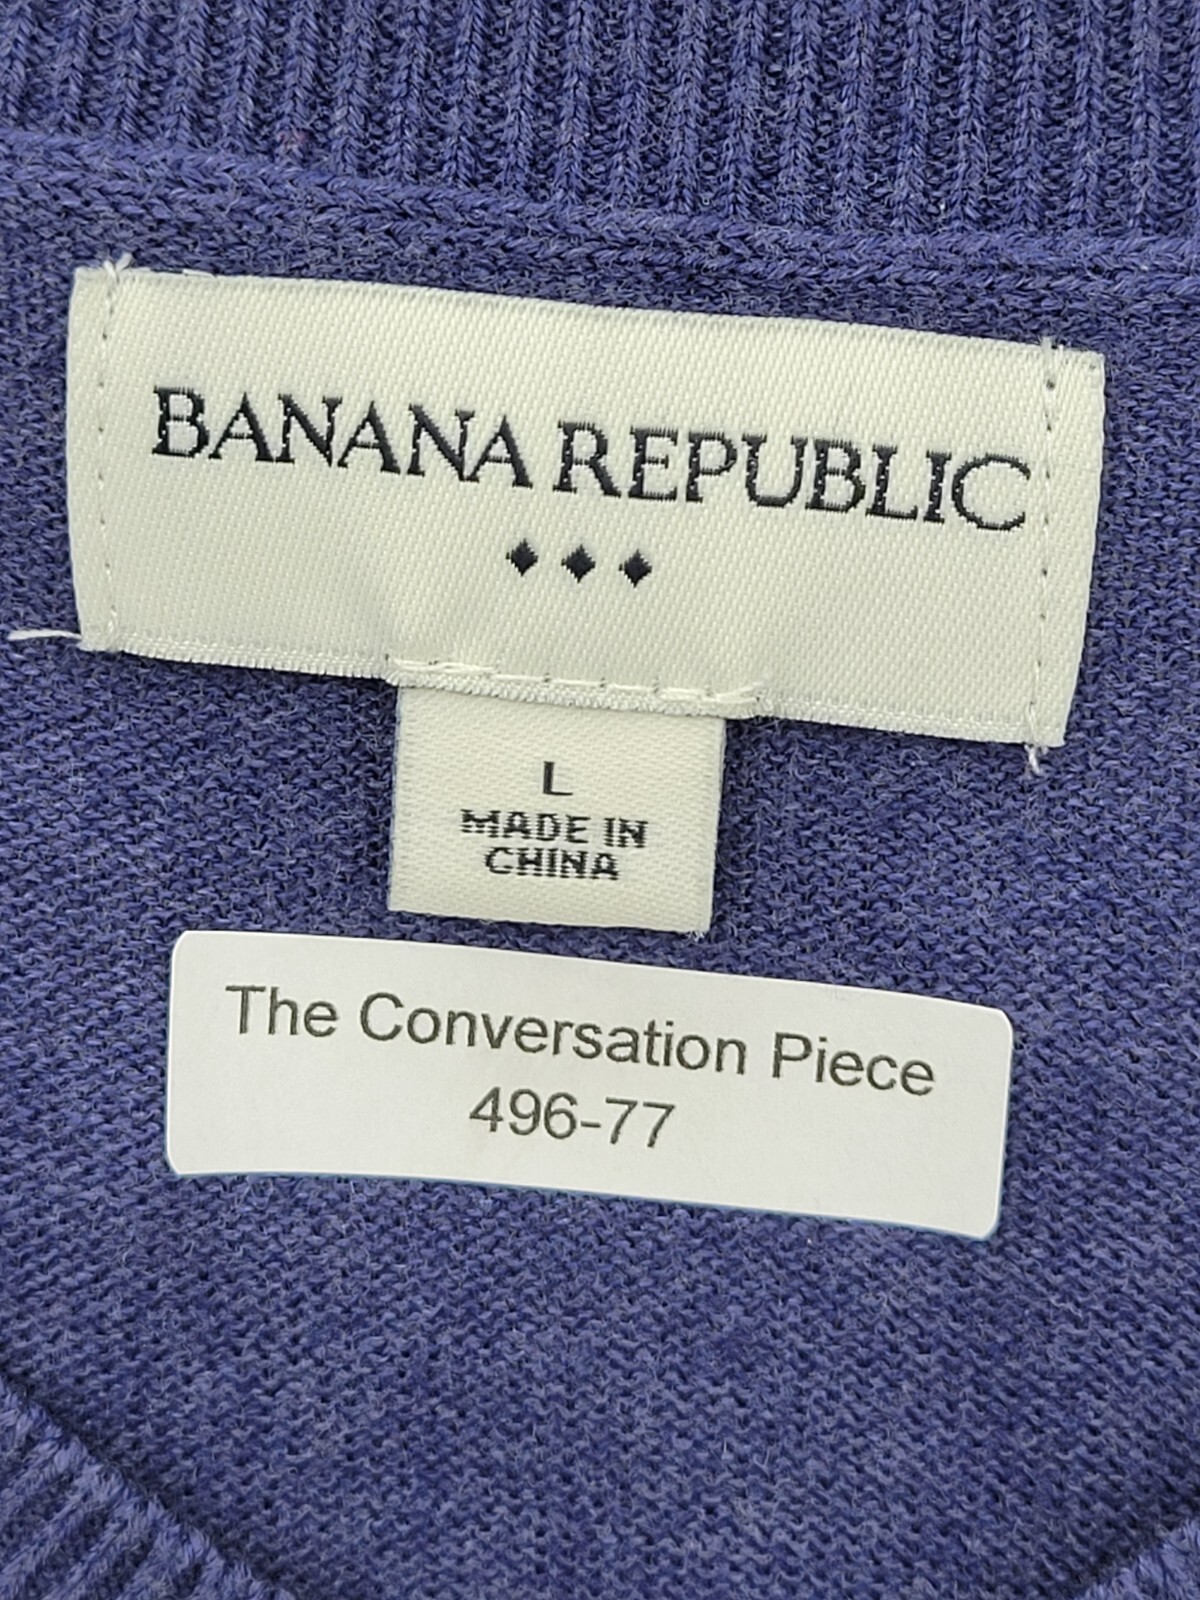 BANANA REPUBLIC
L
MADE IN
CHINA
The Conversation Piece
496-77